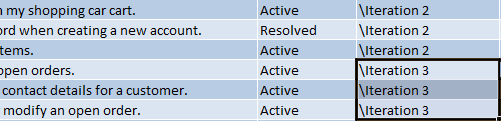 n my shopping car cart. Active \Iteration 2
ord when creating a new account. Resolved \Iteration 2
tems. Active \Iteration 2
open orders. Active \Iteration 3
contact details for a customer. Active \Iteration 3
modify an open order. Active \Iteration 3